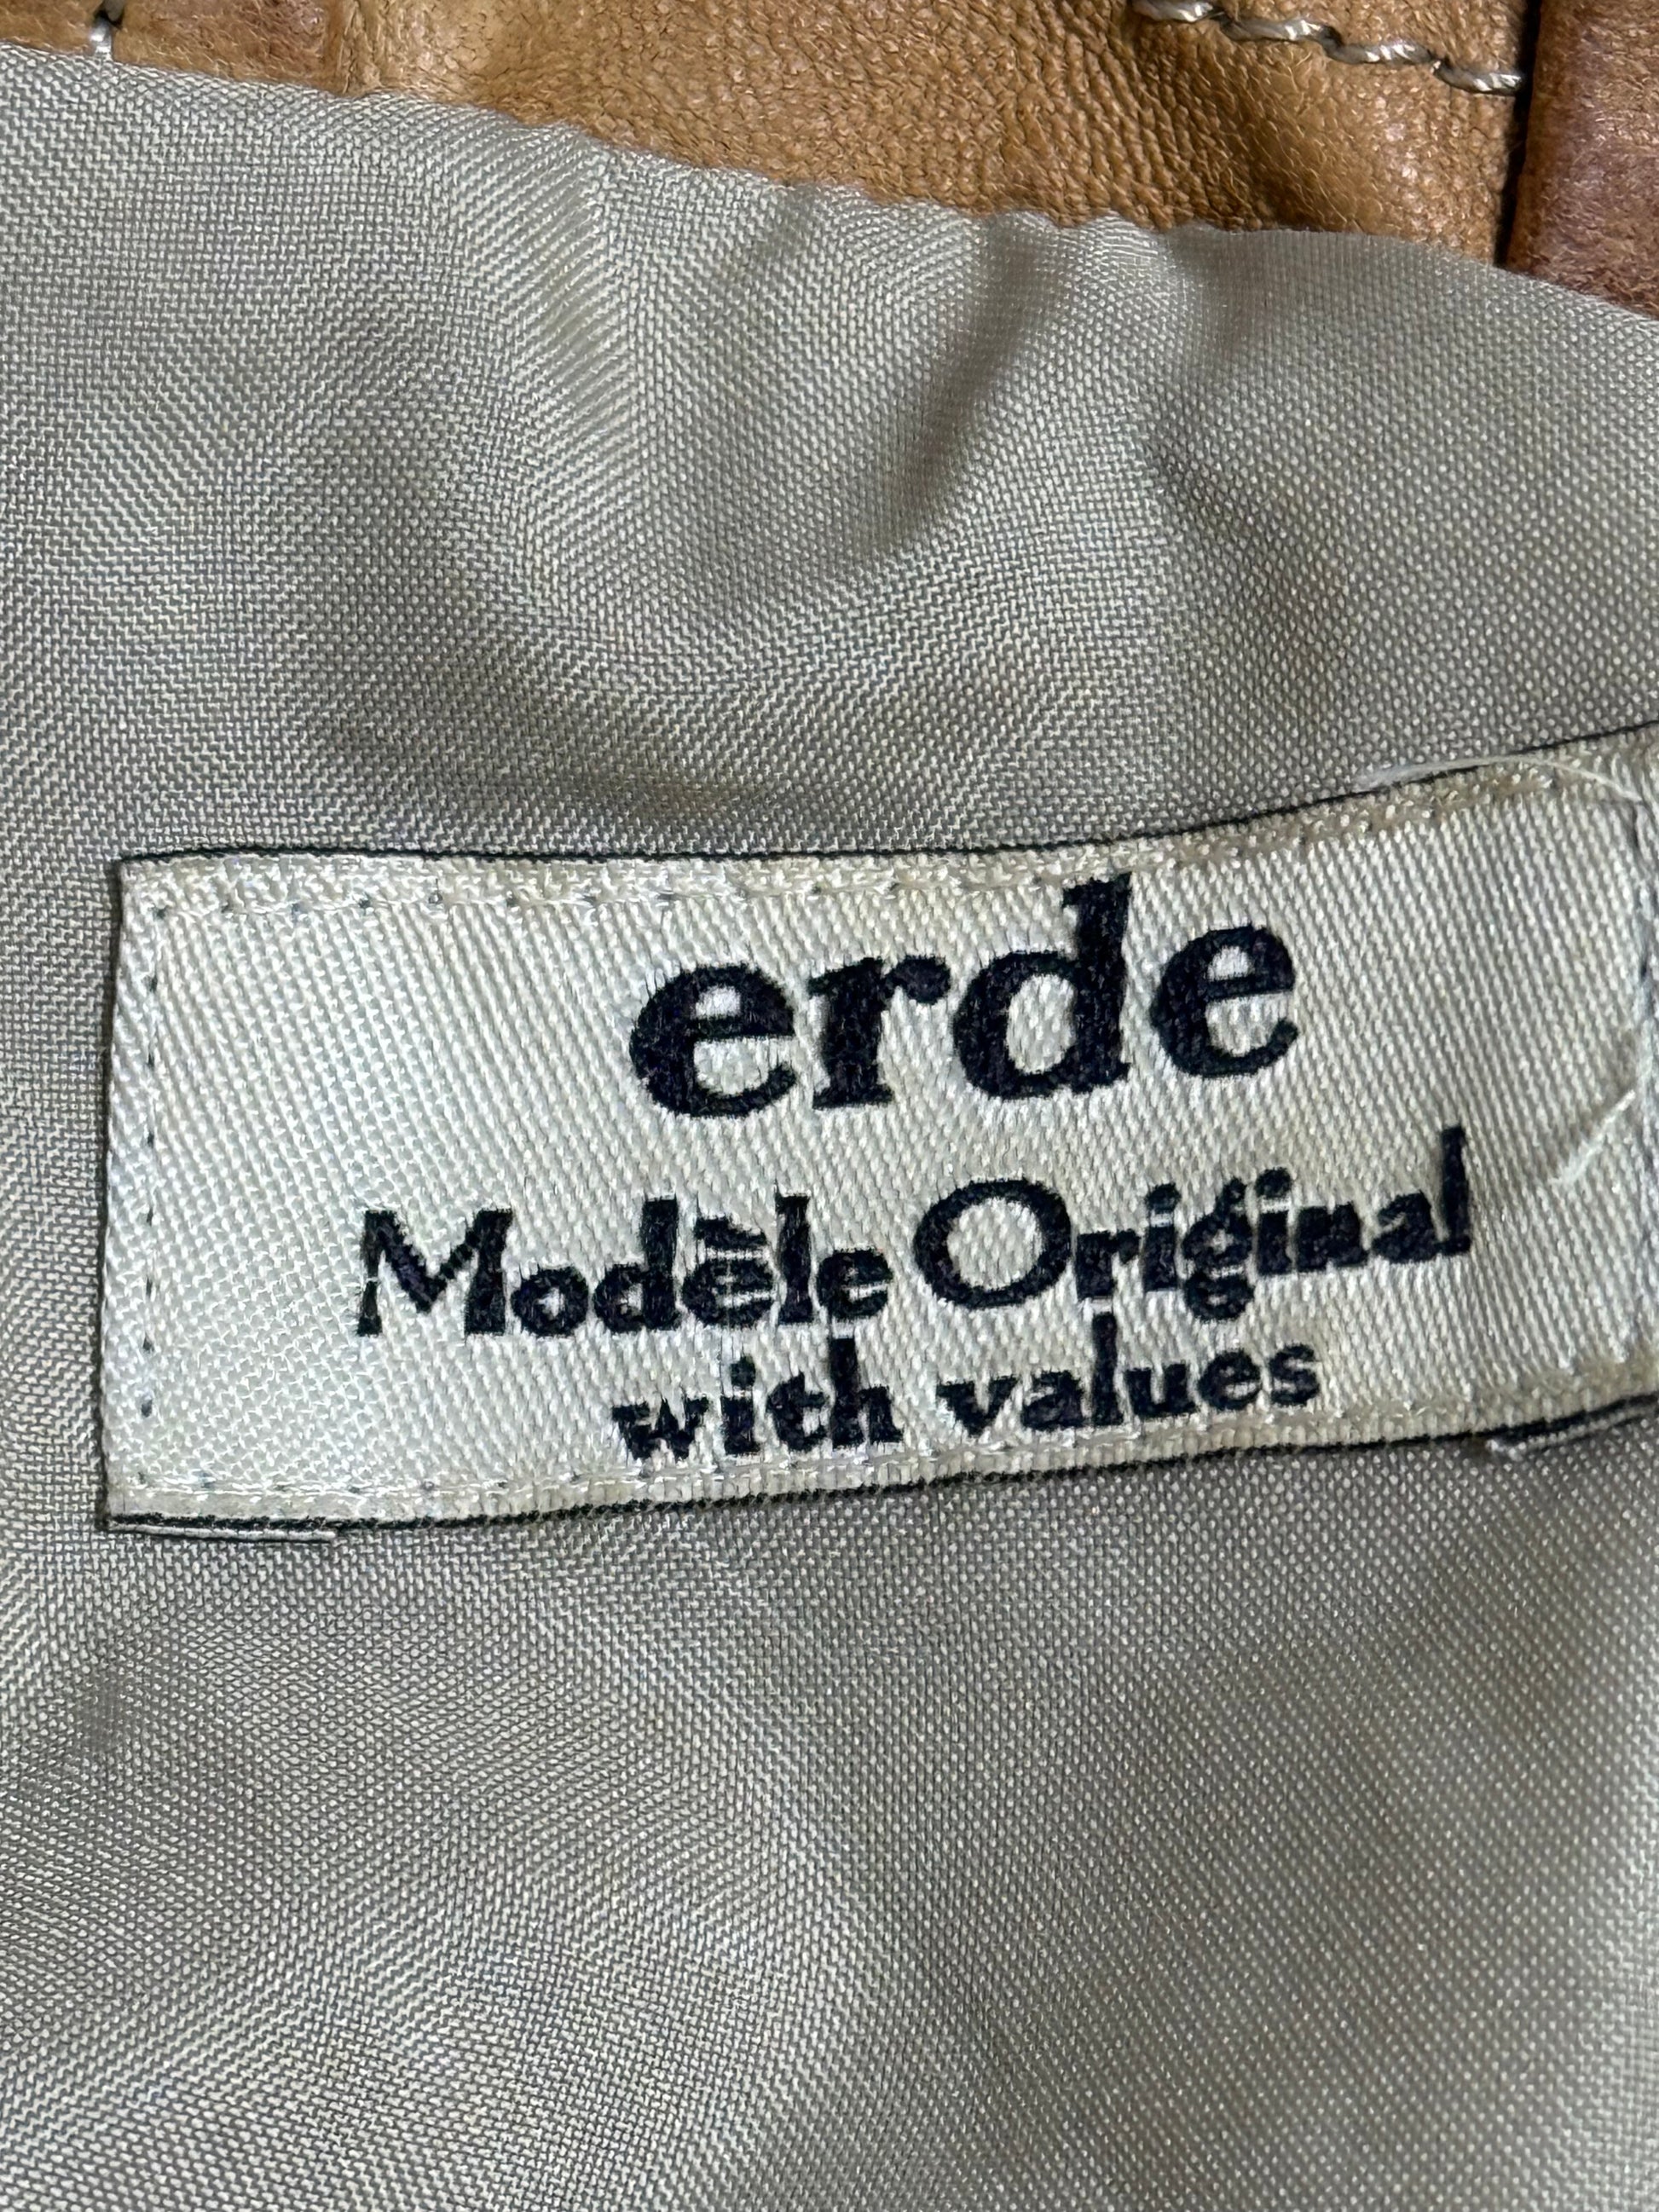 erde
Modèle Original
with values